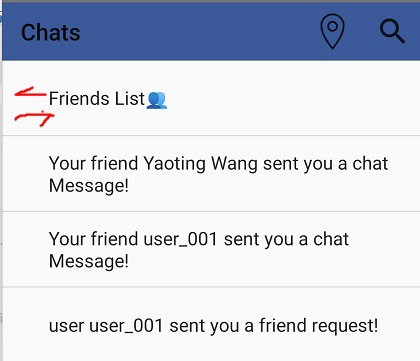 Chats
Friends List👥
Your friend Yaoting Wang sent you a chat
Message!
Your friend user_001 sent you a chat
Message!
user user_001 sent you a friend request!